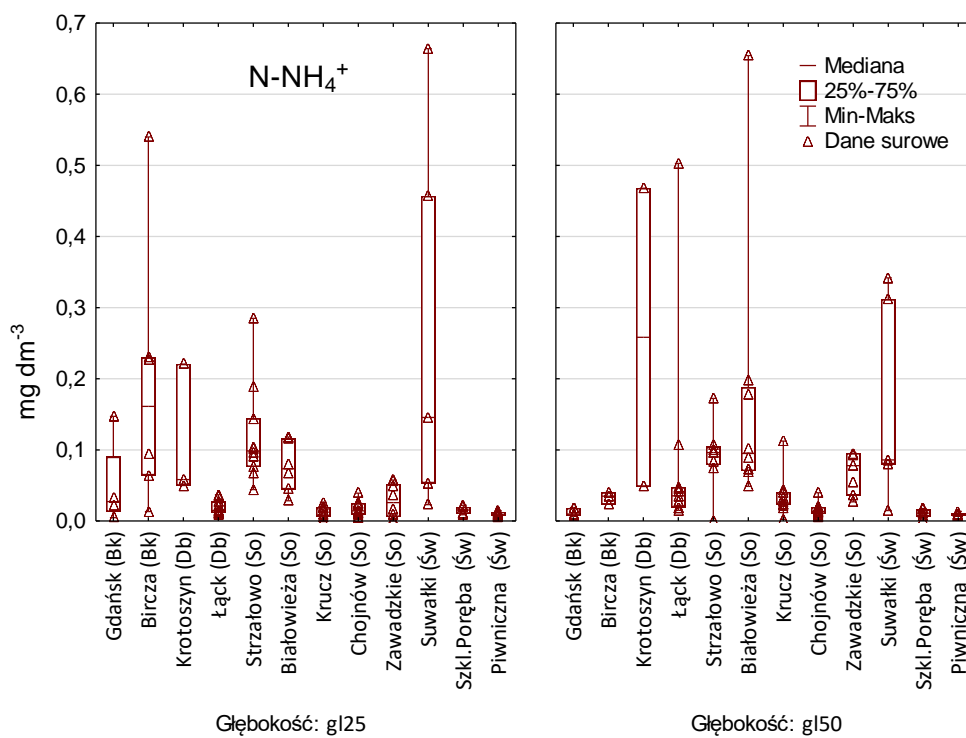 0,7
0,6
0,5
0,4
0,3
0,2
0,1
0,0
mg dm⁻³
N-NH₄⁺
Mediana
25%-75%
Min-Maks
Dane surowe
Gdańsk (Bk)
Bircza (Bk)
Krotoszyn (Db)
Łąck (Db)
Strzałowo (So)
Białowieża (So)
Krucz (So)
Chojnów (So)
Zawadzkie (So)
Suwałki (Św)
Szkl.Poręba (Św)
Piwniczna (Św)
Głębokość: gl25
Gdańsk (Bk)
Bircza (Bk)
Krotoszyn (Db)
Łąck (Db)
Strzałowo (So)
Białowieża (So)
Krucz (So)
Chojnów (So)
Zawadzkie (So)
Suwałki (Św)
Szkl.Poręba (Św)
Piwniczna (Św)
Głębokość: gl50